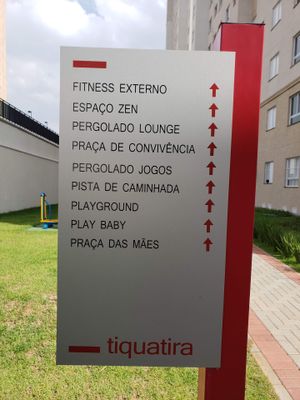 FITNESS EXTERNO
ESPAÇO ZEN
PERGOLADO LOUNGE
PRAÇA DE CONVIVÊNCIA
PERGOLADO JOGOS
PISTA DE CAMINHADA
PLAYGROUND
PLAY BABY
PRAÇA DAS MÃES
tiquatira